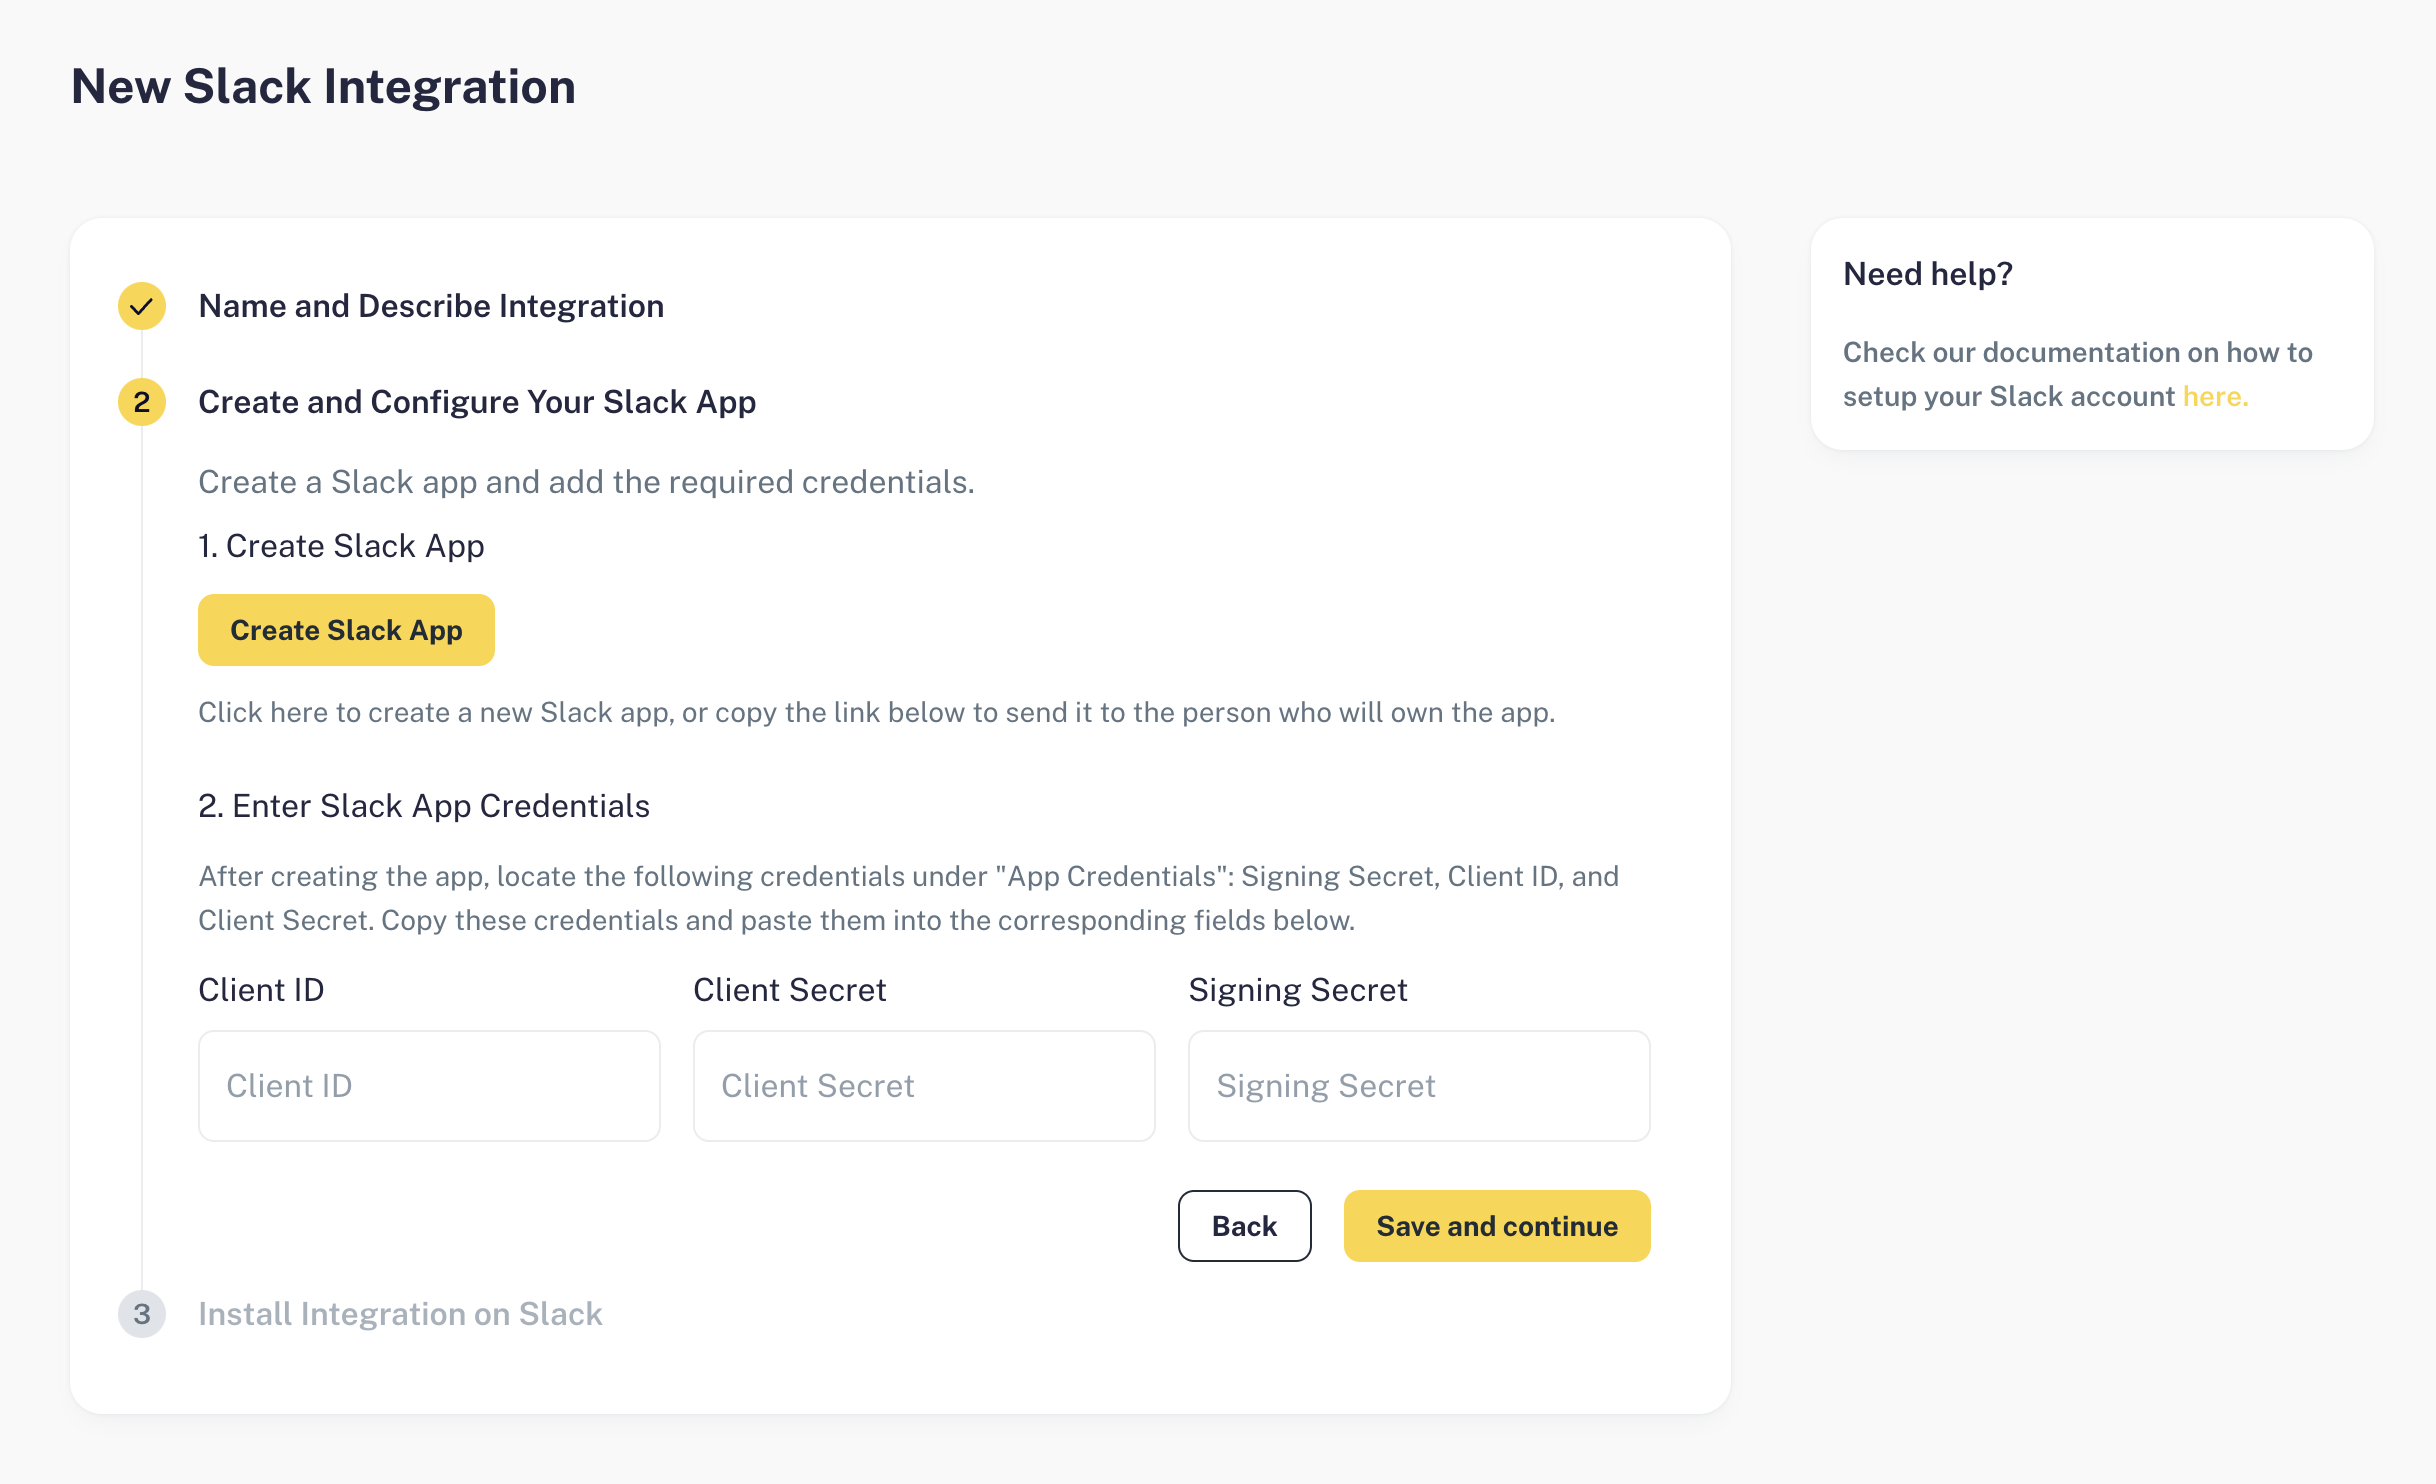 New Slack Integration
Name and Describe Integration
2
Create and Configure Your Slack App
Create a Slack app and add the required credentials.
1. Create Slack App
Create Slack App
Click here to create a new Slack app, or copy the link below to send it to the person who will own the app.
2. Enter Slack App Credentials
After creating the app, locate the following credentials under "App Credentials": Signing Secret, Client ID, and
Client Secret. Copy these credentials and paste them into the corresponding fields below.
Client ID
Client Secret
Signing Secret
Client ID
Client Secret
Signing Secret
Back
Save and continue
3
Install Integration on Slack
Need help?
Check our documentation on how to
setup your Slack account here.